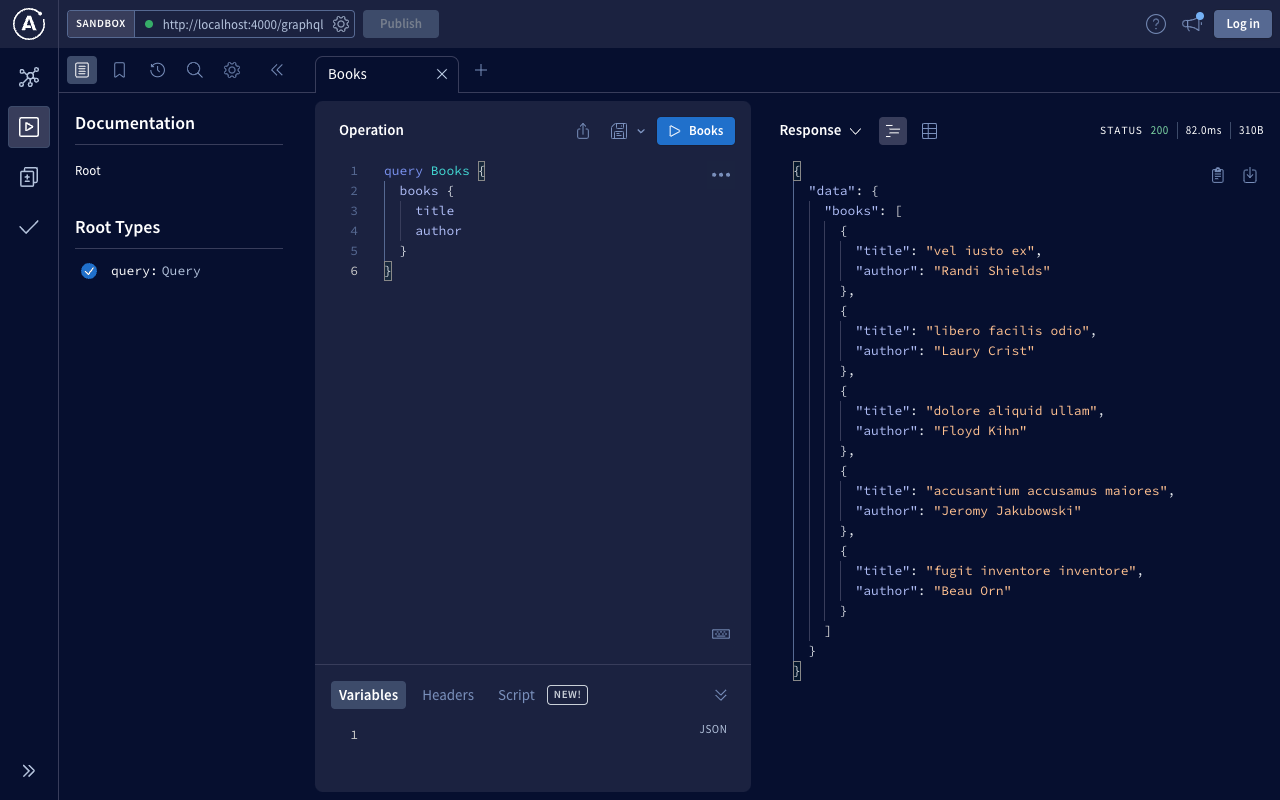 SANDBOX http://localhost:4000/graphql Publish Log in
Books
Documentation
Root
Root Types
query: Query
Operation
Books
1 query Books {
2 books {
3 title
4 author
5 }
6 }
Variables Headers Script NEW!
JSON
1
Response STATUS 200 82.0ms 310B
{
"data": {
"books": [
{
"title": "vel iusto ex",
"author": "Randi Shields"
},
{
"title": "libero facilis odio",
"author": "Laury Crist"
},
{
"title": "dolore aliquid ullam",
"author": "Floyd Kihn"
},
{
"title": "accusantium accusamus maiores",
"author": "Jeromy Jakubowski"
},
{
"title": "fugit inventore inventore",
"author": "Beau Orn"
}
]
}
}